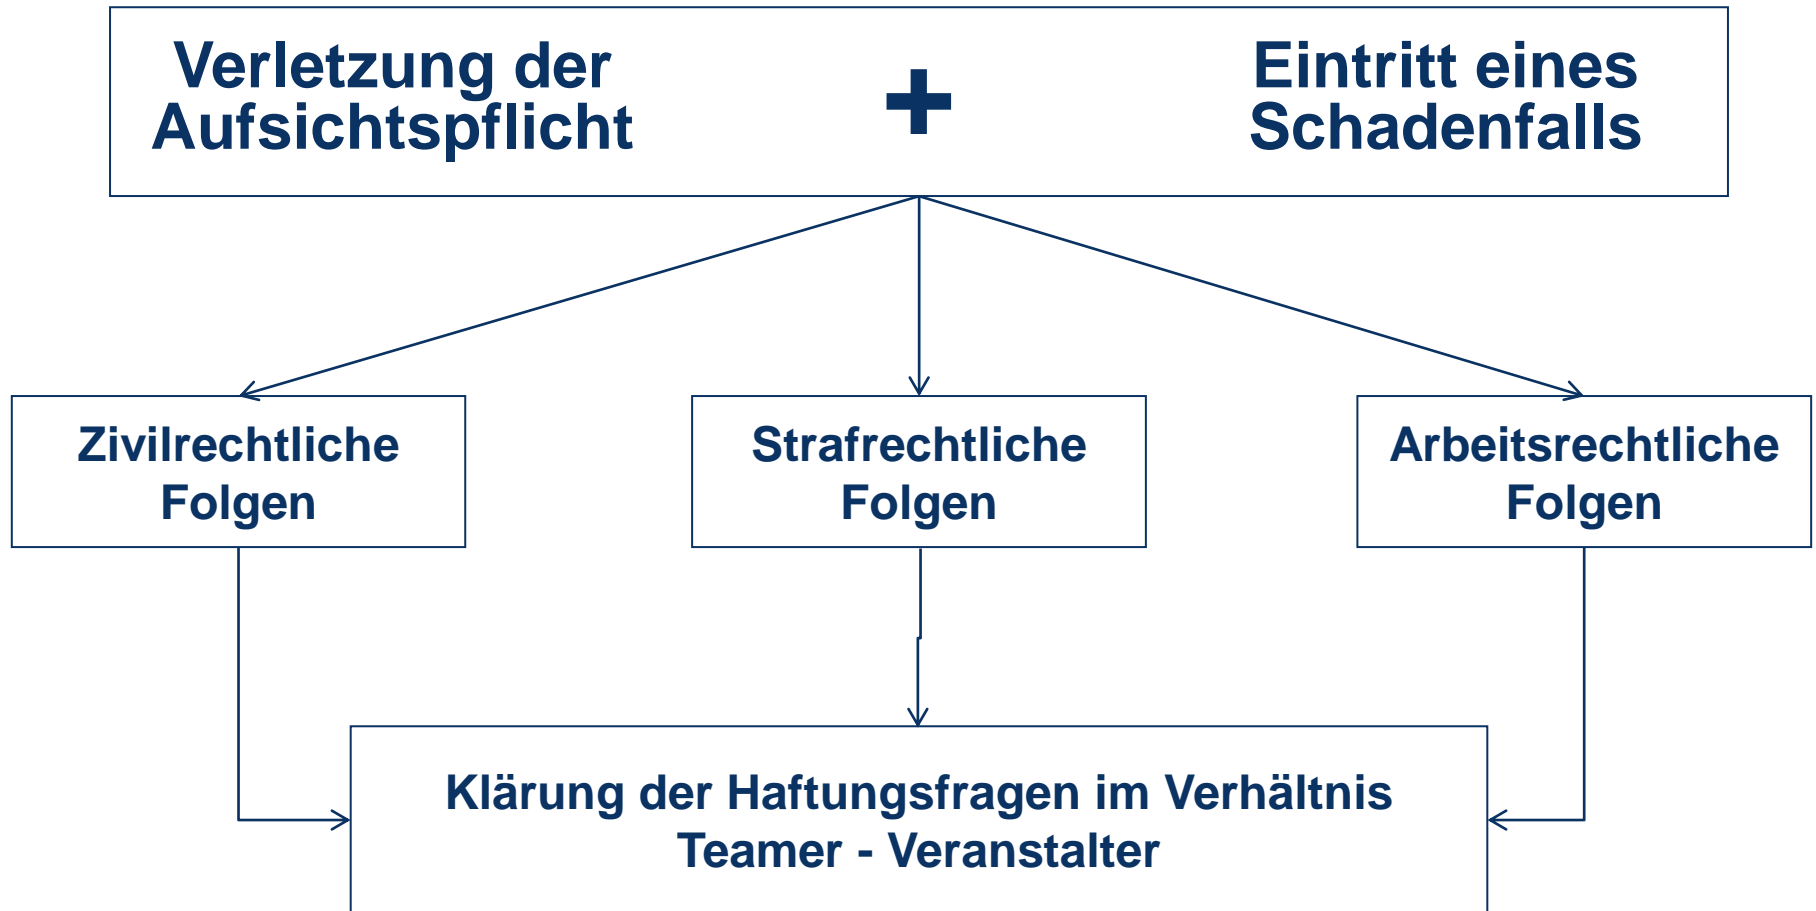 Verletzung der
Aufsichtspflicht
+
Eintritt eines
Schadenfalls
Zivilrechtliche
Folgen
Strafrechtliche
Folgen
Arbeitsrechtliche
Folgen
Klärung der Haftungsfragen im Verhältnis
Teamer - Veranstalter